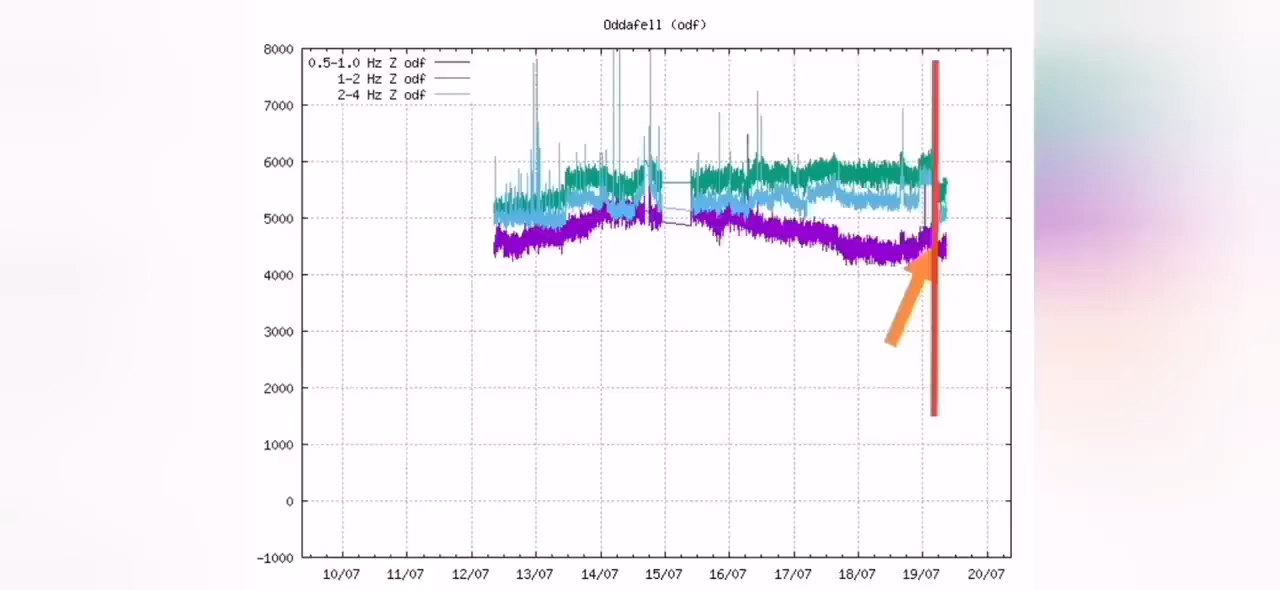 Oddafell (odf)
8000
7000
6000
5000
4000
3000
2000
1000
0
-1000
0.5-1.0 Hz Z odf
1-2 Hz Z odf
2-4 Hz Z odf
10/07 11/07 12/07 13/07 14/07 15/07 16/07 17/07 18/07 19/07 20/07